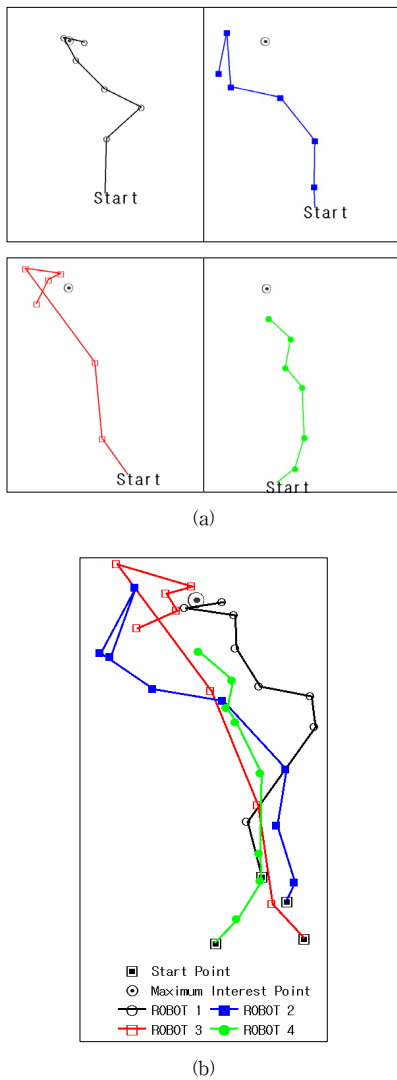 Start
Start
Start
Start
(a)
Start Point
Maximum Interest Point
ROBOT 1 ROBOT 2
ROBOT 3 ROBOT 4
(b)